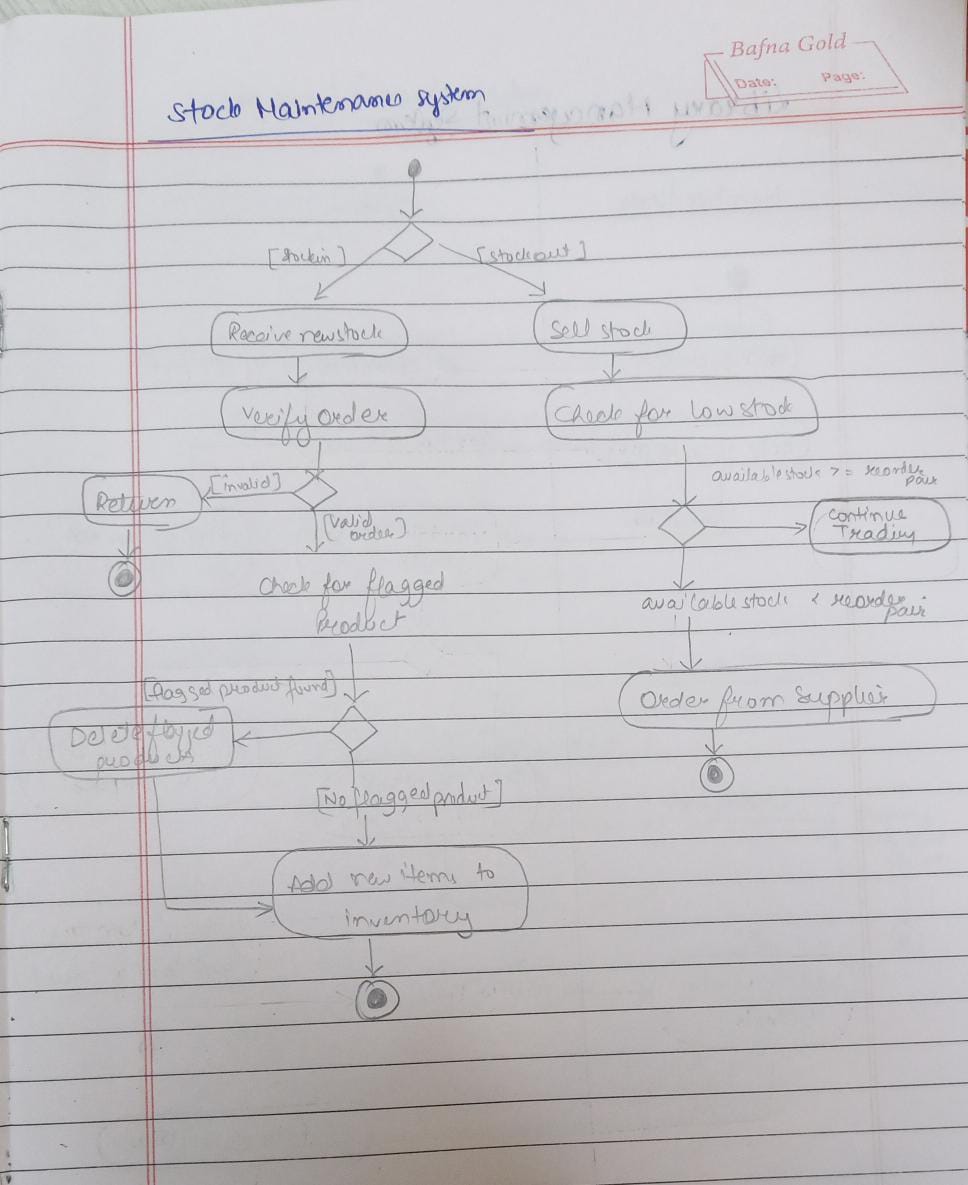 Bafna Gold
Date: Page:
Stock Maintenance system
[stockin]
[stockout]
Receive newstock
Sell stock
Verify order
Check for Low stock
[invalid]
Return
[valid
order]
available stock >= reorder
pair
continue
Trading
Check for flagged
Product
available stock < reorder
pair
[flagged product found]
Delete flagged
products
Order from Supplier
[No flagged product]
Add new items to
inventory